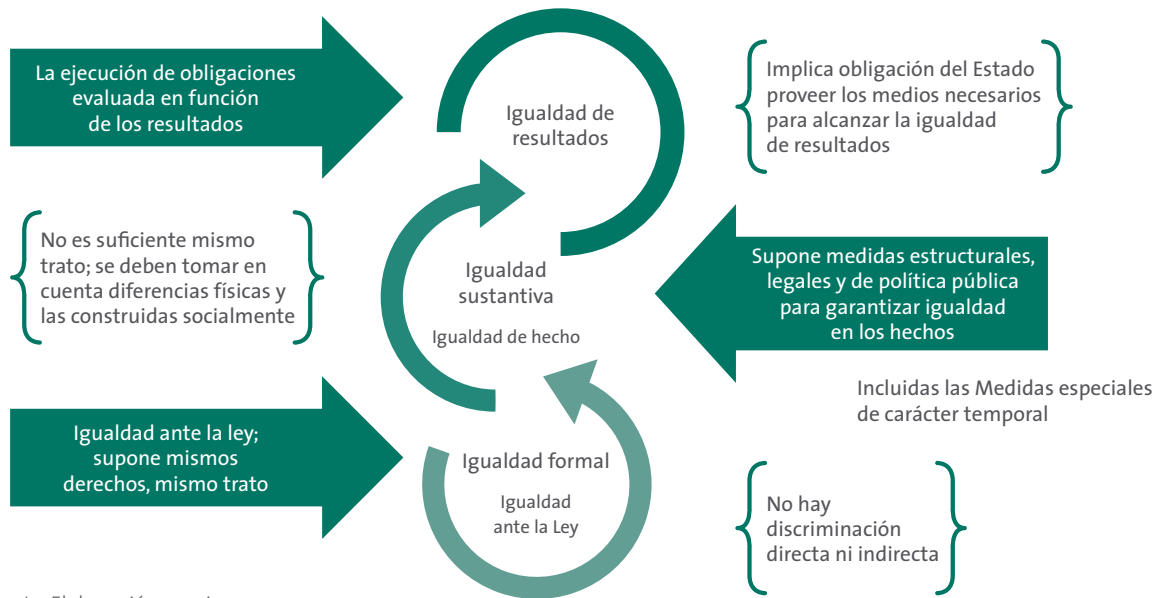 La ejecución de obligaciones
evaluada en función
de los resultados
Igualdad de
resultados
Implica obligación del Estado
proveer los medios necesarios
para alcanzar la igualdad
de resultados
No es suficiente mismo
trato; se deben tomar en
cuenta diferencias físicas y
las construidas socialmente
Igualdad
sustantiva
Igualdad de hecho
Supone medidas estructurales,
legales y de política pública
para garantizar igualdad
en los hechos
Incluidas las Medidas especiales
de carácter temporal
Igualdad ante la ley;
supone mismos
derechos, mismo trato
Igualdad formal
Igualdad
ante la Ley
No hay
discriminación
directa ni indirecta